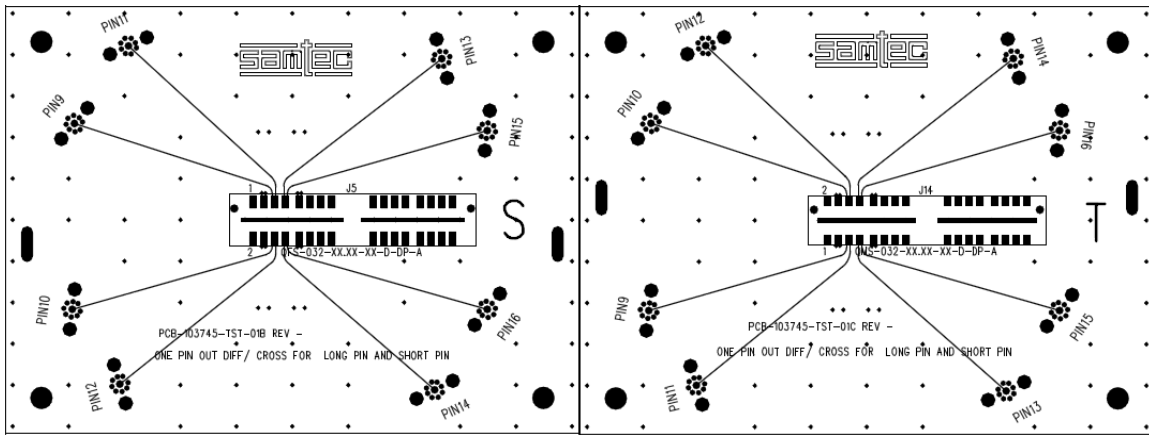 PIN11
PIN13
samtec
PIN9
PIN15
1
J5
S
2
QFS-032-XX.XX-XX-D-DP-A
PIN10
PIN16
PCB-103745-TST-01B REV -
ONE PIN OUT DIFF/ CROSS FOR LONG PIN AND SHORT PIN
PIN12
PIN14
PIN12
PIN14
samtec
PIN10
PIN16
2
J14
T
1
QMS-032-XX.XX-XX-D-DP-A
PIN9
PIN15
PCB-103745-TST-01C REV -
ONE PIN OUT DIFF/ CROSS FOR LONG PIN AND SHORT PIN
PIN11
PIN13